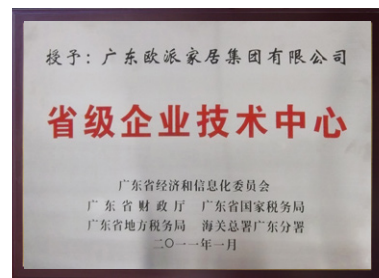 授予：广东欧派家居集团有限公司
省级企业技术中心
广东省经济和信息化委员会
广东省财政厅 广东省国家税务局
广东省地方税务局 海关总署广东分署
二〇一一年一月